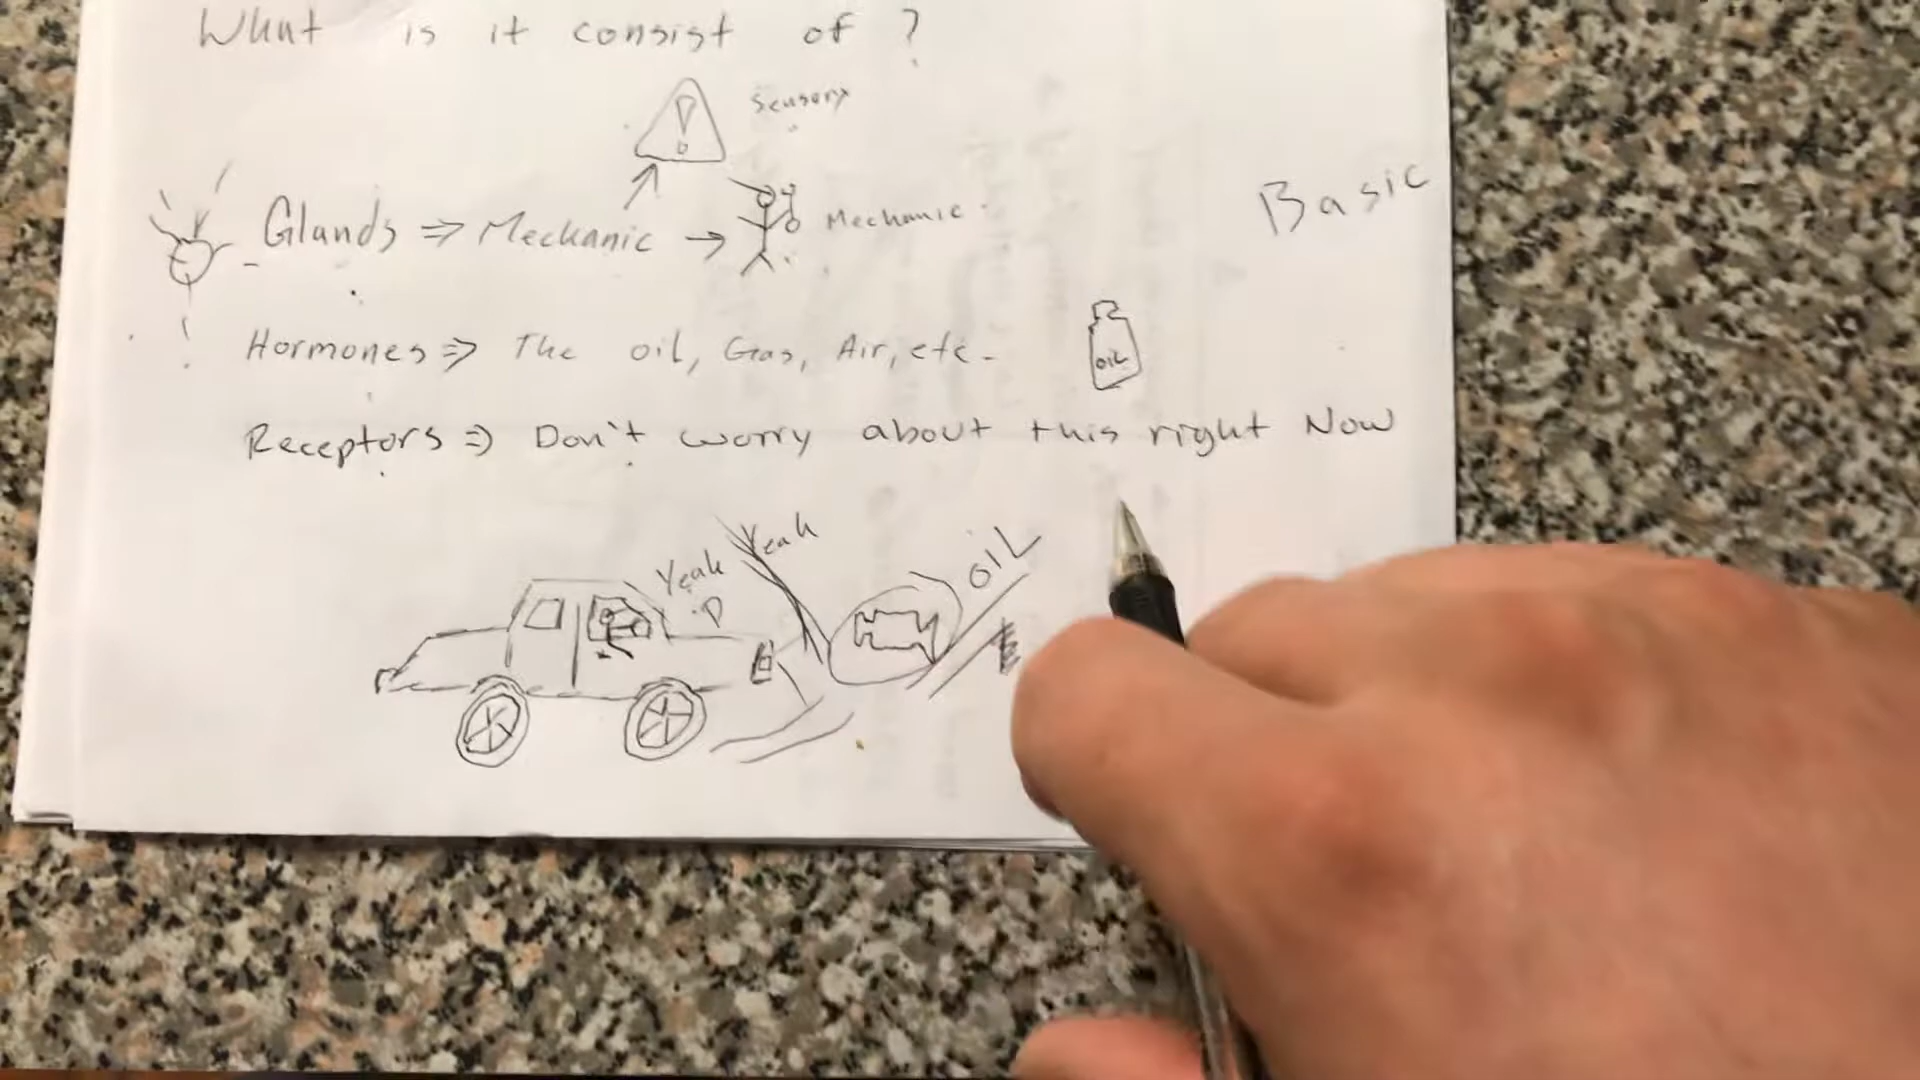 What is it consist of ?
Sensory
Glands ⇒ Mechanic → Mechanic
Basic
Hormones ⇒ The oil, Gas, Air, etc.
OIL
Receptors ⇒ Don't worry about this right Now
Yeah
Yeah
OIL